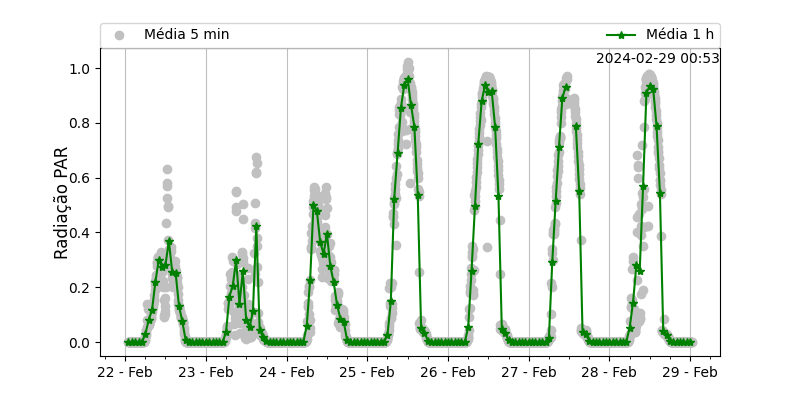 Média 5 min
Média 1 h
2024-02-29 00:53
Radiação PAR
1.0
0.8
0.6
0.4
0.2
0.0
22 - Feb
23 - Feb
24 - Feb
25 - Feb
26 - Feb
27 - Feb
28 - Feb
29 - Feb